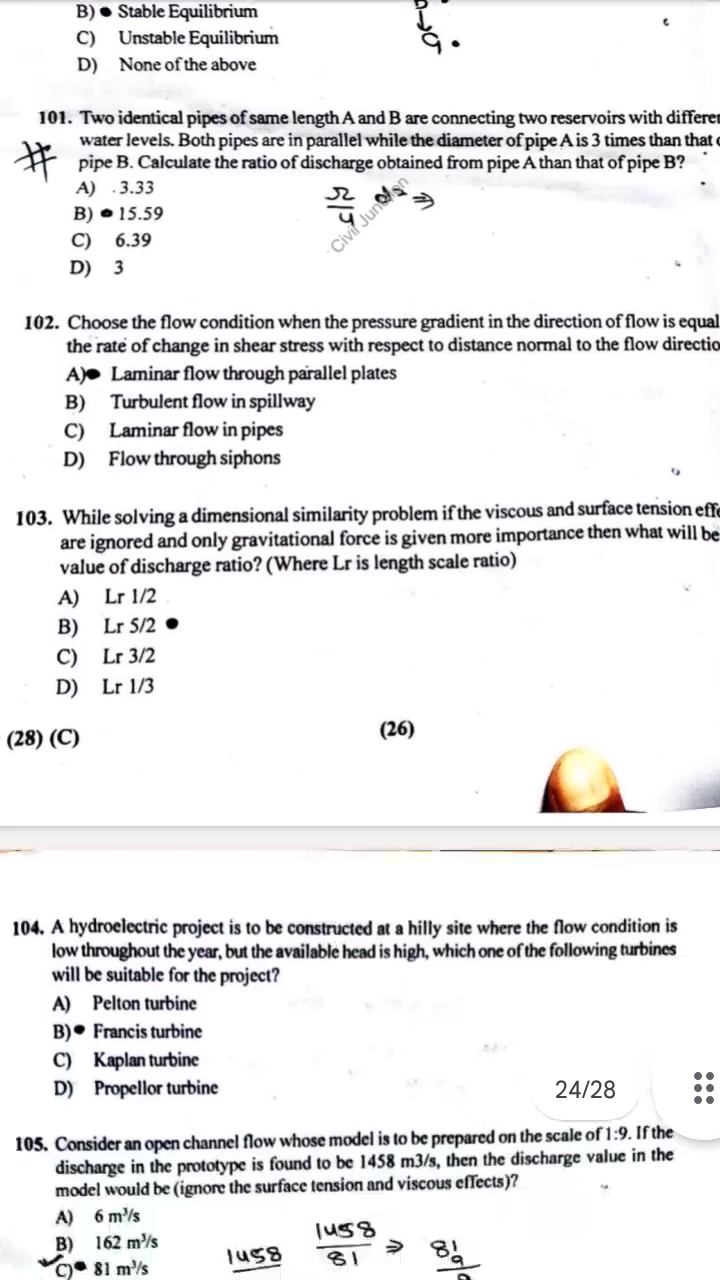 B) Stable Equilibrium
C) Unstable Equilibrium
D) None of the above
101. Two identical pipes of same length A and B are connecting two reservoirs with
water levels. Both pipes are in parallel while the diameter of pipe A is 3 times than that
pipe B. Calculate the ratio of discharge obtained from pipe A than that of pipe B?
A) 3.33
B) 15.59
C) 6.39
D) 3
Civil Junction
102. Choose the flow condition when the pressure gradient in the direction of flow is equal
the rate of change in shear stress with respect to distance normal to the flow
A) Laminar flow through parallel plates
B) Turbulent flow in spillway
C) Laminar flow in pipes
D) Flow through siphons
103. While solving a dimensional similarity problem if the viscous and surface tension
are ignored and only gravitational force is given more importance then what will be
value of discharge ratio? (Where Lr is length scale ratio)
A) Lr 1/2
B) Lr 5/2
C) Lr 3/2
D) Lr 1/3
(28) (C) (26)
104. A hydroelectric project is to be constructed at a hilly site where the flow condition is
low throughout the year, but the available head is high, which one of the following turbines
will be suitable for the project?
A) Pelton turbine
B) Francis turbine
C) Kaplan turbine
D) Propellor turbine
24/28
105. Consider an open channel flow whose model is to be prepared on the scale of 1:9. If the
discharge in the prototype is found to be 1458 m3/s, then the discharge value in the
model would be (ignore the surface tension and viscous effects)?
A) 6 m³/s
B) 162 m³/s
C) 81 m³/s
1458
1458
81
⇒ 81
9